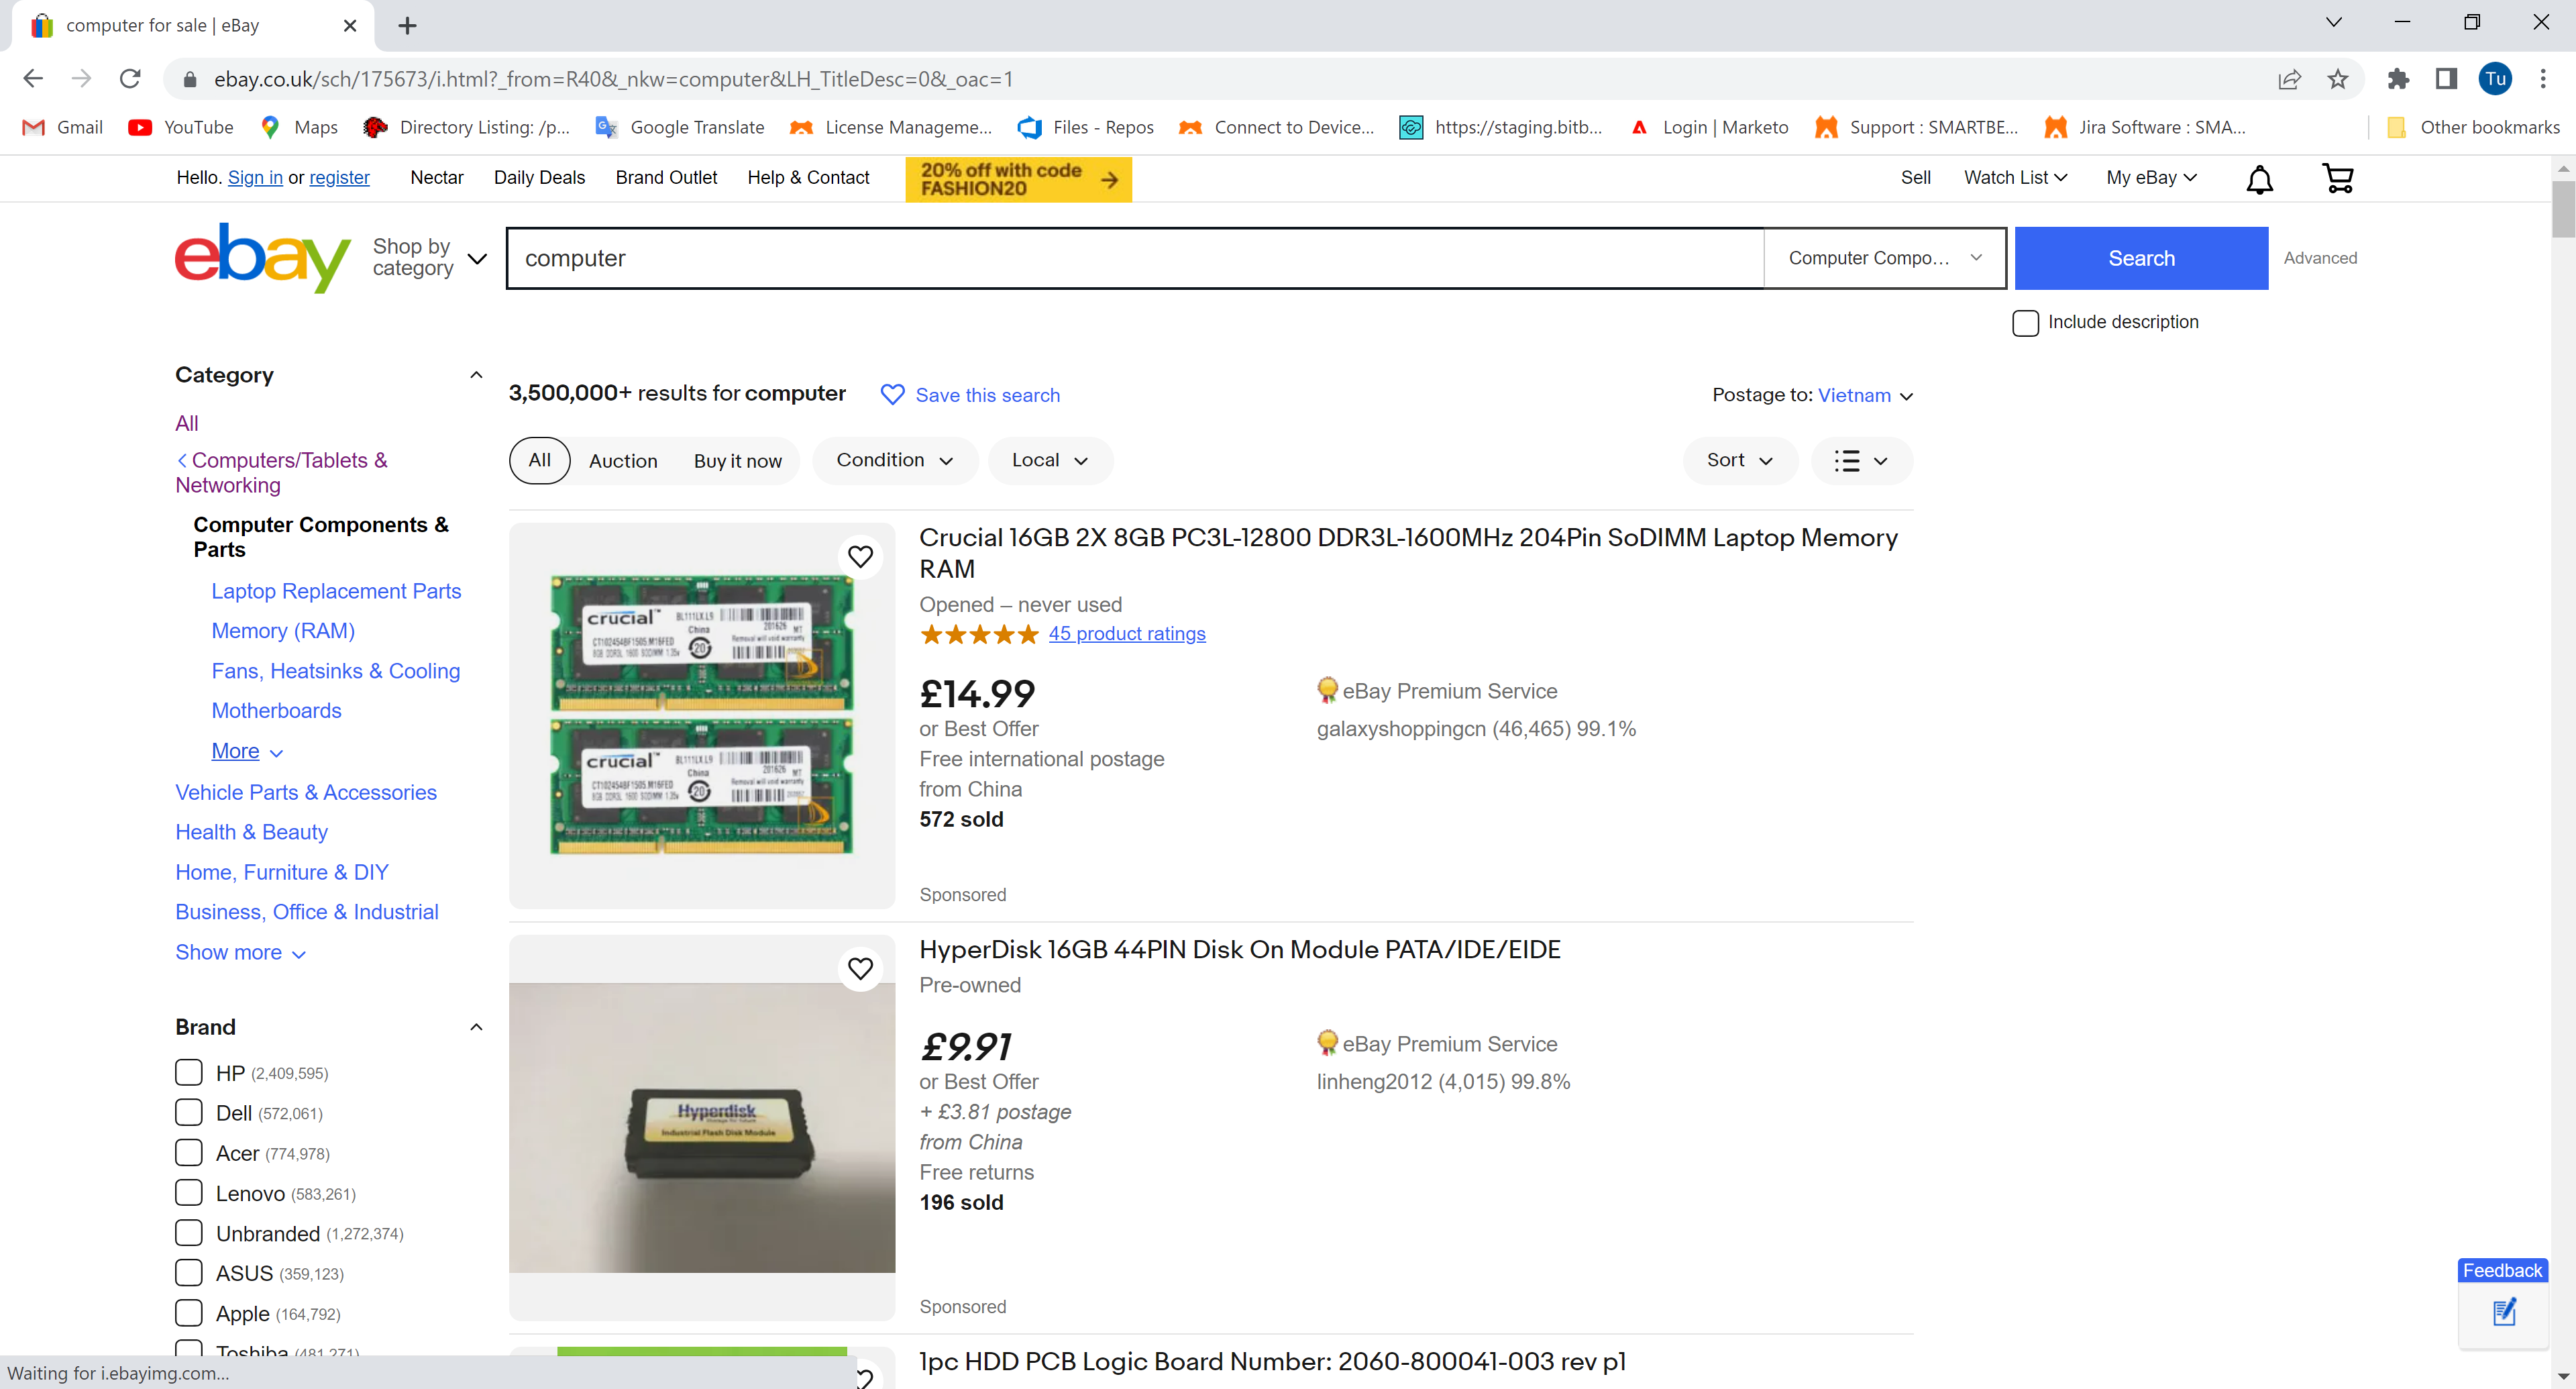 computer for sale | eBay
ebay.co.uk/sch/175673/i.html?_from=R40&_nkw=computer&LH_TitleDesc=0&_oac=1
Tu
Gmail
YouTube
Maps
Directory Listing: /p...
Google Translate
License Manageme...
Files - Repos
Connect to Device...
https://staging.bitb...
Login | Marketo
Support : SMARTBE...
Jira Software : SMA...
Other bookmarks
Hello. Sign in or register
Nectar
Daily Deals
Brand Outlet
Help & Contact
20% off with code
FASHION20
Sell
Watch List
My eBay
ebay
Shop by
category
computer
Computer Compo...
Search
Advanced
Include description
Category
All
Computers/Tablets &
Networking
Computer Components &
Parts
Laptop Replacement Parts
Memory (RAM)
Fans, Heatsinks & Cooling
Motherboards
More
Vehicle Parts & Accessories
Health & Beauty
Home, Furniture & DIY
Business, Office & Industrial
Show more
Brand
HP (2,409,595)
Dell (572,061)
Acer (774,978)
Lenovo (583,261)
Unbranded (1,272,374)
ASUS (359,123)
Apple (164,792)
Toshiba (481,271)
3,500,000+ results for computer
Save this search
Postage to: Vietnam
All
Auction
Buy it now
Condition
Local
Sort
crucial
China
crucial
China
Crucial 16GB 2X 8GB PC3L-12800 DDR3L-1600MHz 204Pin SoDIMM Laptop Memory
RAM
Opened – never used
45 product ratings
£14.99
or Best Offer
Free international postage
from China
572 sold
eBay Premium Service
galaxyshoppingcn (46,465) 99.1%
Sponsored
Hyperdisk
Industrial Flash Disk Module
HyperDisk 16GB 44PIN Disk On Module PATA/IDE/EIDE
Pre-owned
£9.91
or Best Offer
+ £3.81 postage
from China
Free returns
196 sold
eBay Premium Service
linheng2012 (4,015) 99.8%
Sponsored
1pc HDD PCB Logic Board Number: 2060-800041-003 rev p1
Feedback
Waiting for i.ebayimg.com...